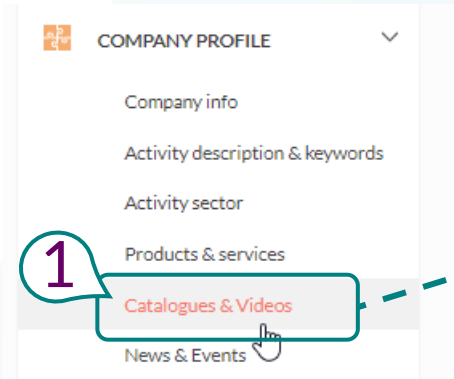 COMPANY PROFILE
Company info
Activity description & keywords
Activity sector
Products & services
1
Catalogues & Videos
News & Events